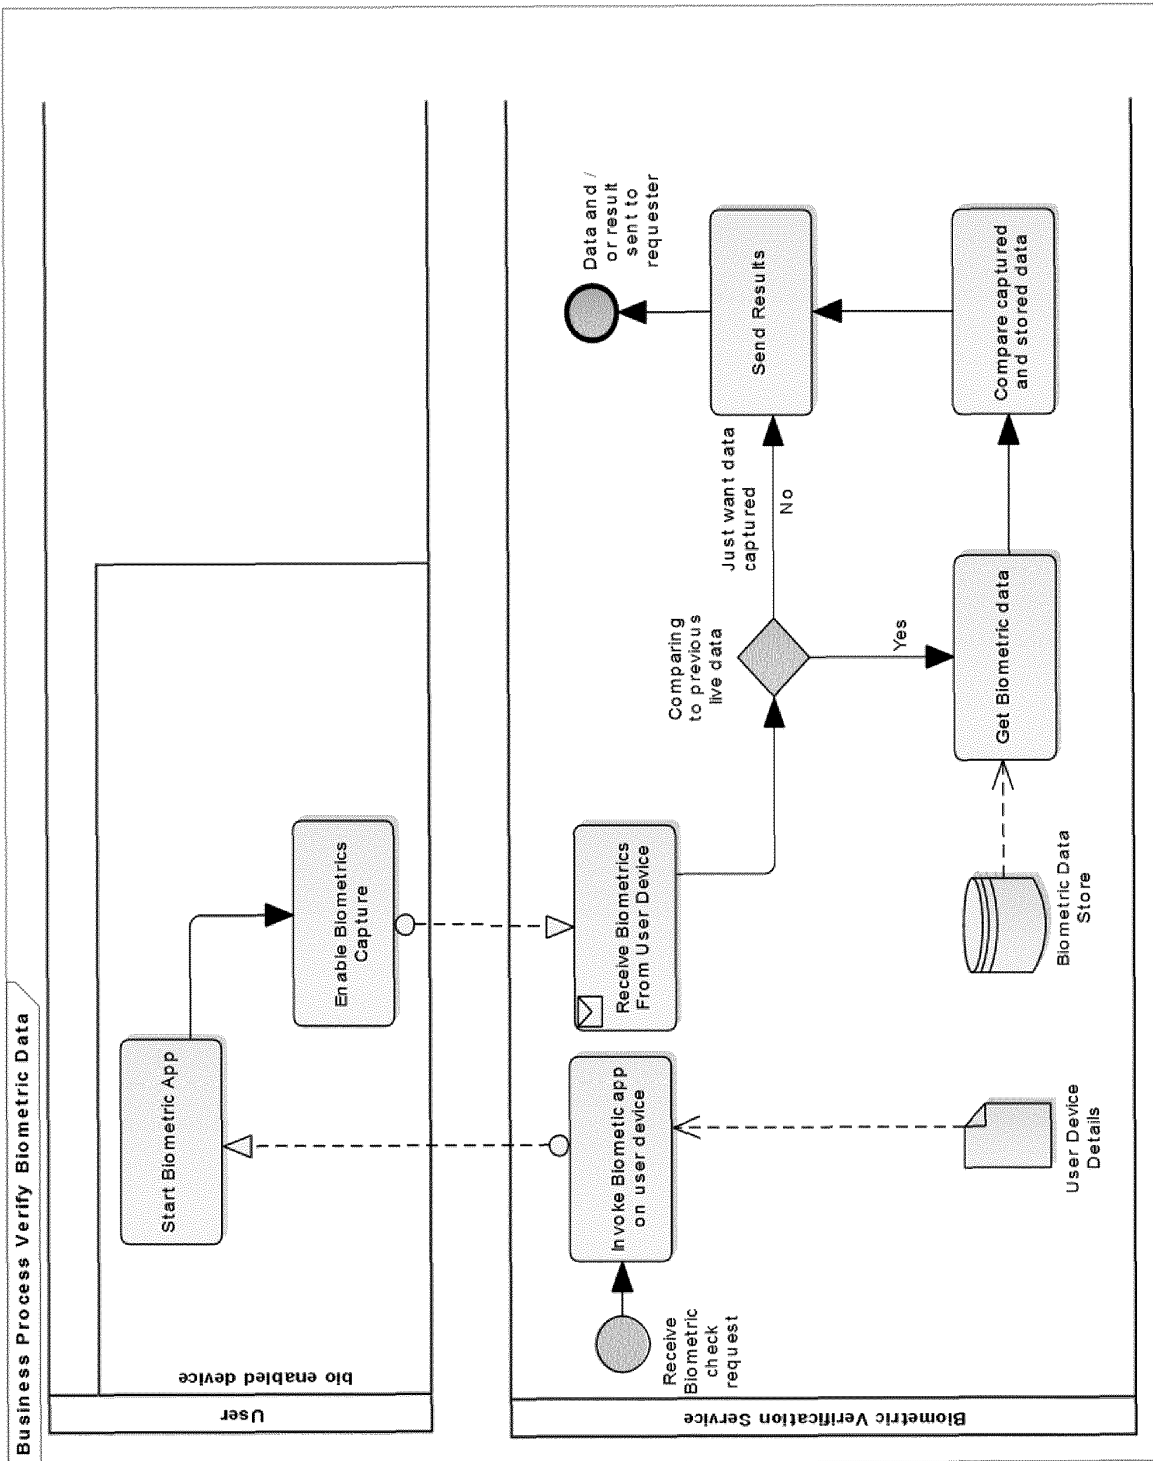 Business Process Verify Biometric Data
User
bio enabled device
Start Biometric App
Enable Biometrics
Capture
Biometric Verification Service
Receive
Biometric
check
request
Invoke Biometic app
on user device
Receive Biometrics
From User Device
Comparing
to previous
live data
Just want data
captured
No
Yes
Send Results
Data and /
or result
sent to
requester
User Device
Details
Biometric Data
Store
Get Biometric data
Compare captured
and stored data